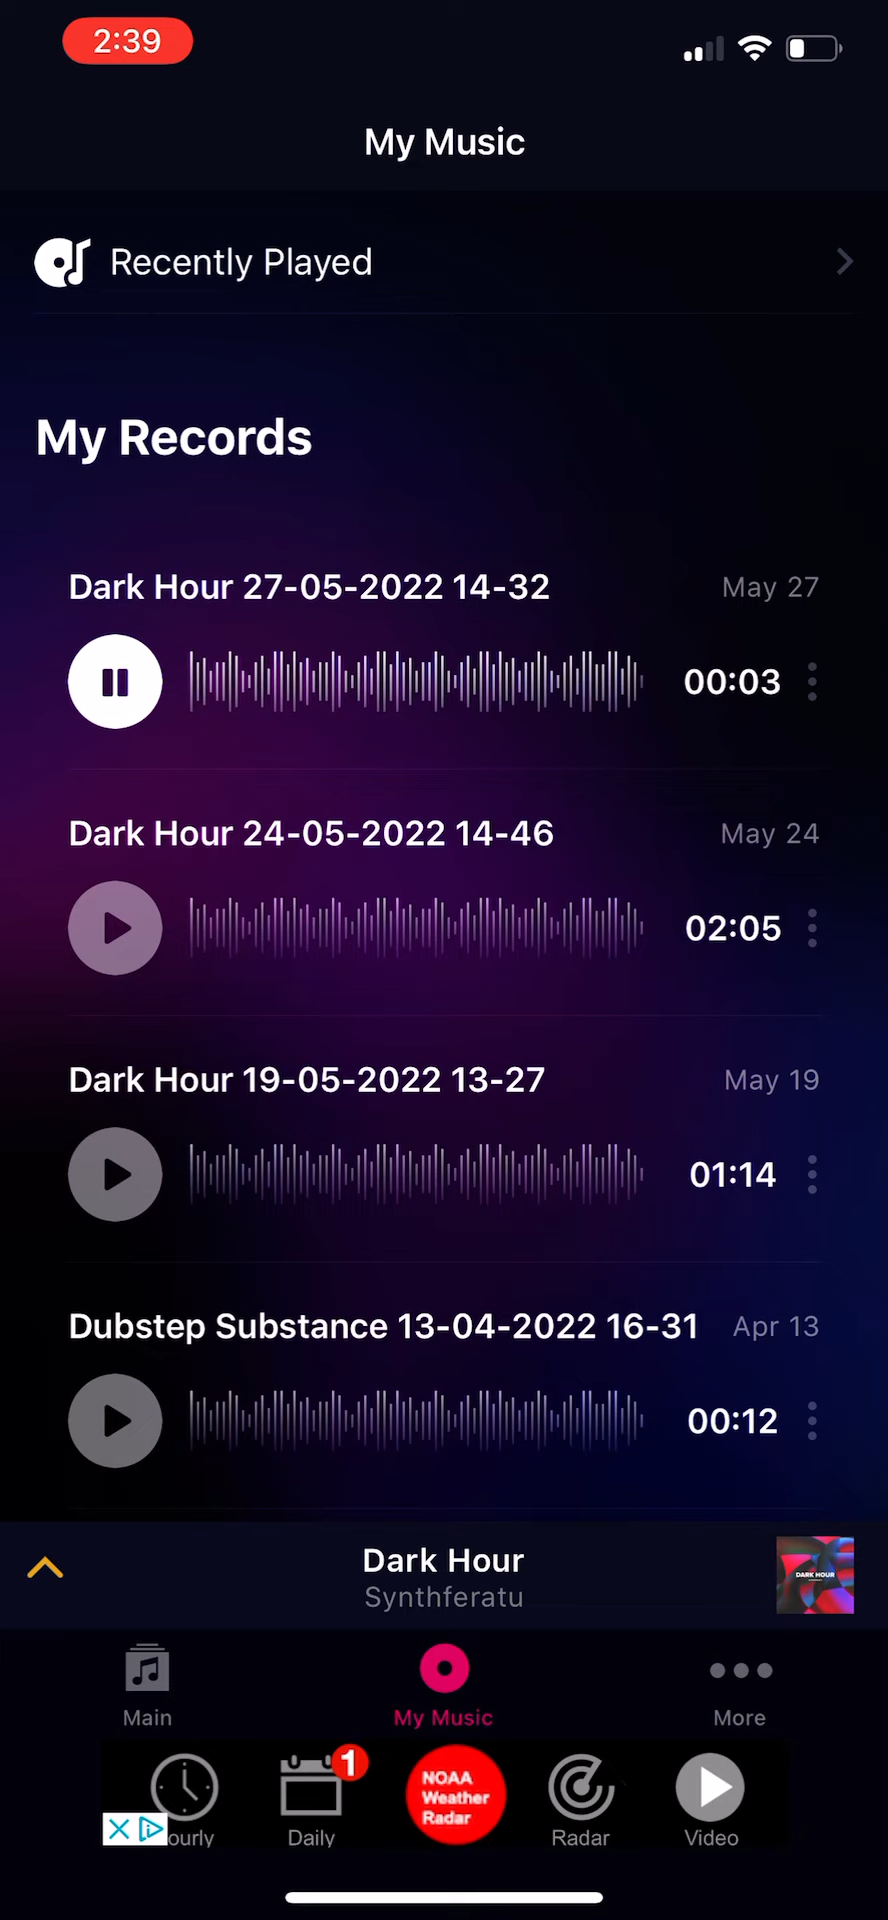 2:39
My Music
Recently Played
My Records
Dark Hour 27-05-2022 14-32 May 27
00:03
Dark Hour 24-05-2022 14-46 May 24
02:05
Dark Hour 19-05-2022 13-27 May 19
01:14
Dubstep Substance 13-04-2022 16-31 Apr 13
00:12
Dark Hour
Synthferatu
DARK HOUR
Main My Music More
1
NOAA
Weather
Radar
ourly Daily Radar Video